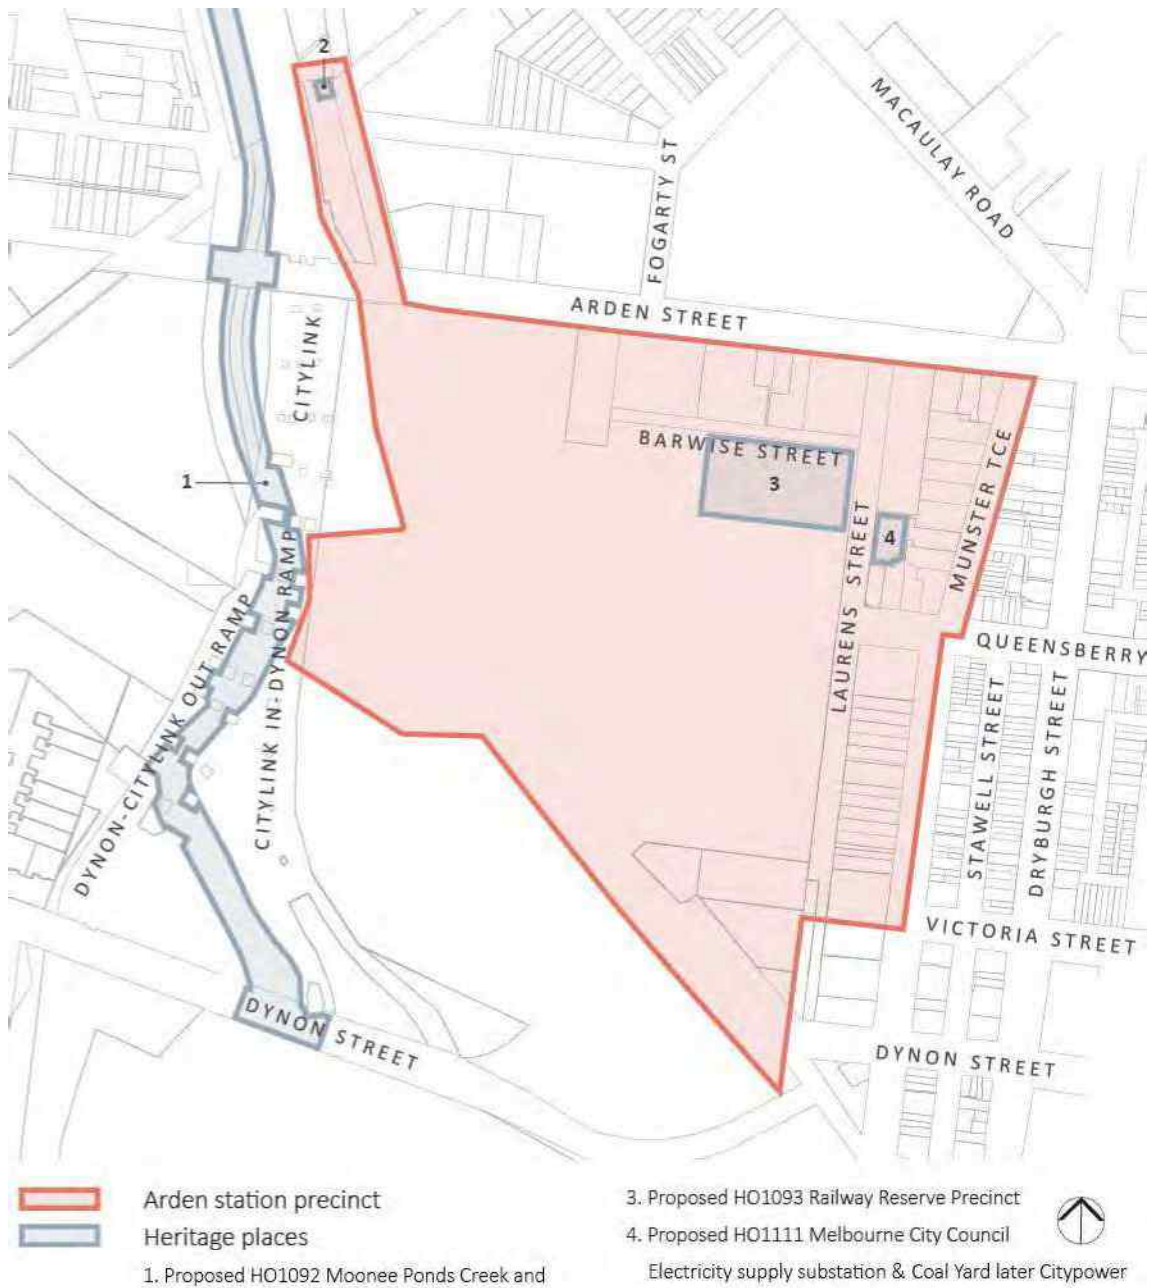 2
MACAULAY ROAD
FOGARTY ST
ARDEN STREET
CITYLINK
BARWISE STREET
3
1
4
MUNSTER TCE
LAURENS STREET
DYNON-CITYLINK OUT RAMP
CITYLINK IN-DYNON RAMP
QUEENSBERRY
STAWELL STREET
DRYBURGH STREET
VICTORIA STREET
DYNON STREET
DYNON STREET
Arden station precinct
Heritage places
1. Proposed HO1092 Moonee Ponds Creek and
3. Proposed HO1093 Railway Reserve Precinct
4. Proposed HO1111 Melbourne City Council
Electricity supply substation & Coal Yard later Citypower